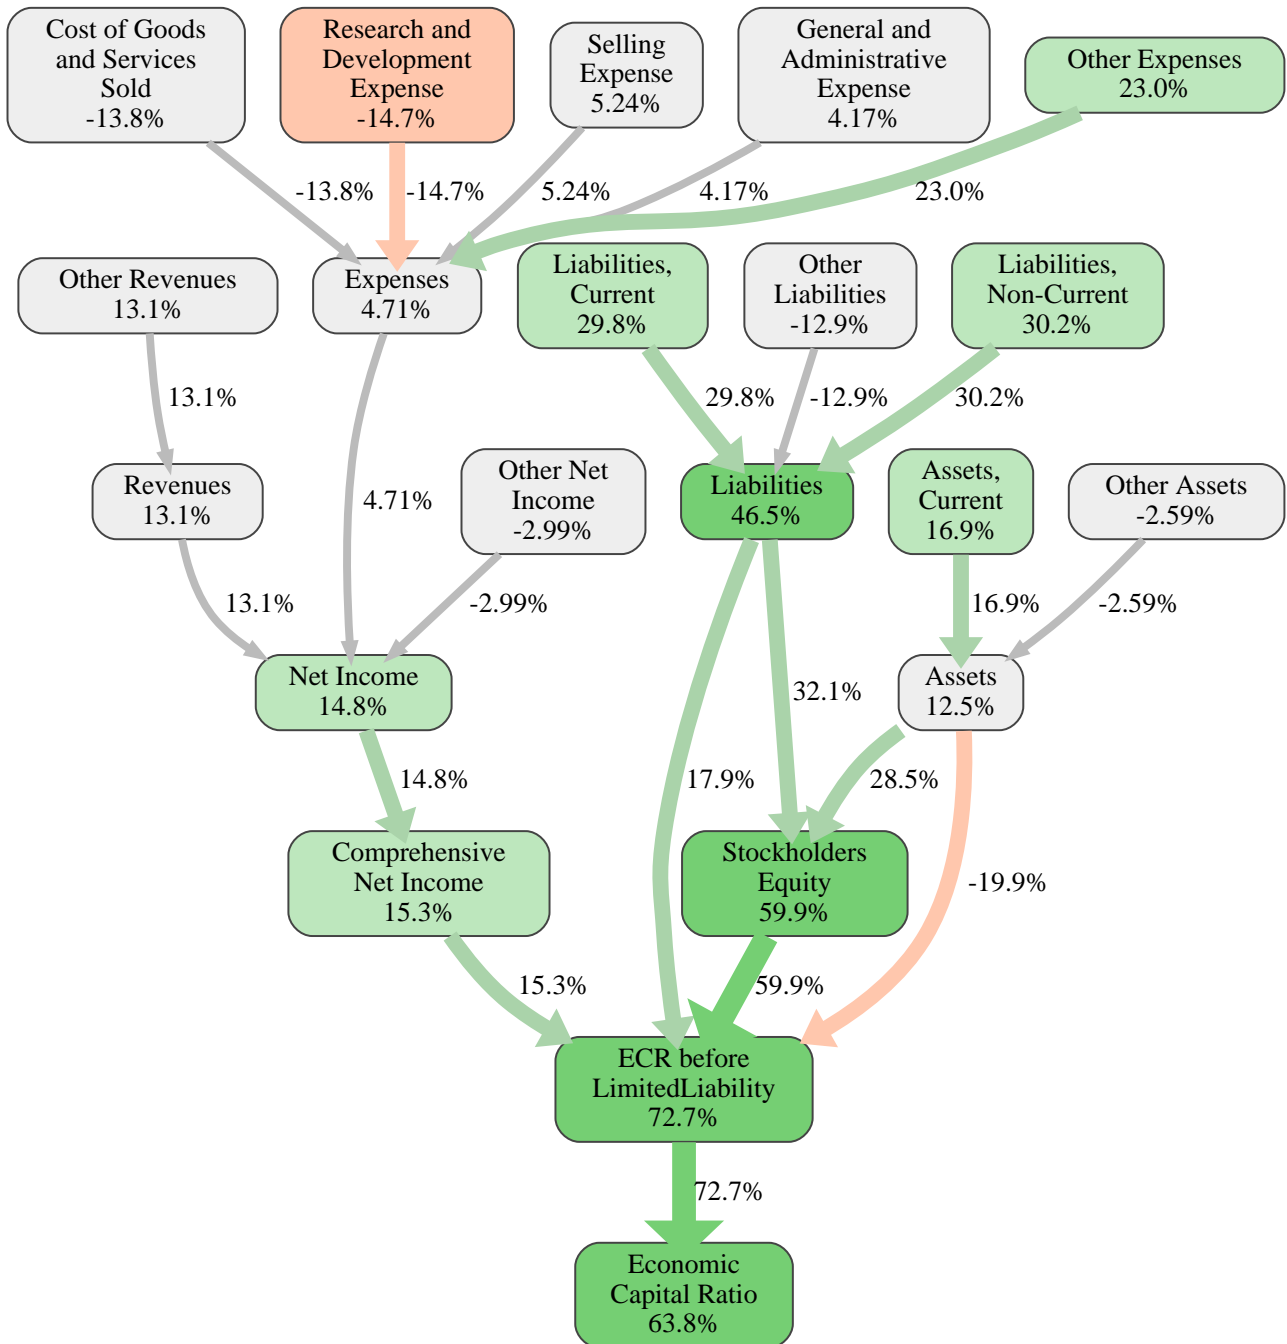 Cost of Goods
and Services
Sold
-13.8%
Research and
Development
Expense
-14.7%
Selling
Expense
5.24%
General and
Administrative
Expense
4.17%
Other Expenses
23.0%
-13.8%
-14.7%
5.24%
4.17%
23.0%
Other Revenues
13.1%
Expenses
4.71%
Liabilities,
Current
29.8%
Other
Liabilities
-12.9%
Liabilities,
Non-Current
30.2%
13.1%
29.8%
-12.9%
30.2%
Revenues
13.1%
4.71%
Other Net
Income
-2.99%
Liabilities
46.5%
Assets,
Current
16.9%
Other Assets
-2.59%
13.1%
-2.99%
16.9%
-2.59%
Net Income
14.8%
32.1%
Assets
12.5%
14.8%
17.9%
28.5%
Comprehensive
Net Income
15.3%
Stockholders
Equity
59.9%
-19.9%
15.3%
59.9%
ECR before
LimitedLiability
72.7%
72.7%
Economic
Capital Ratio
63.8%